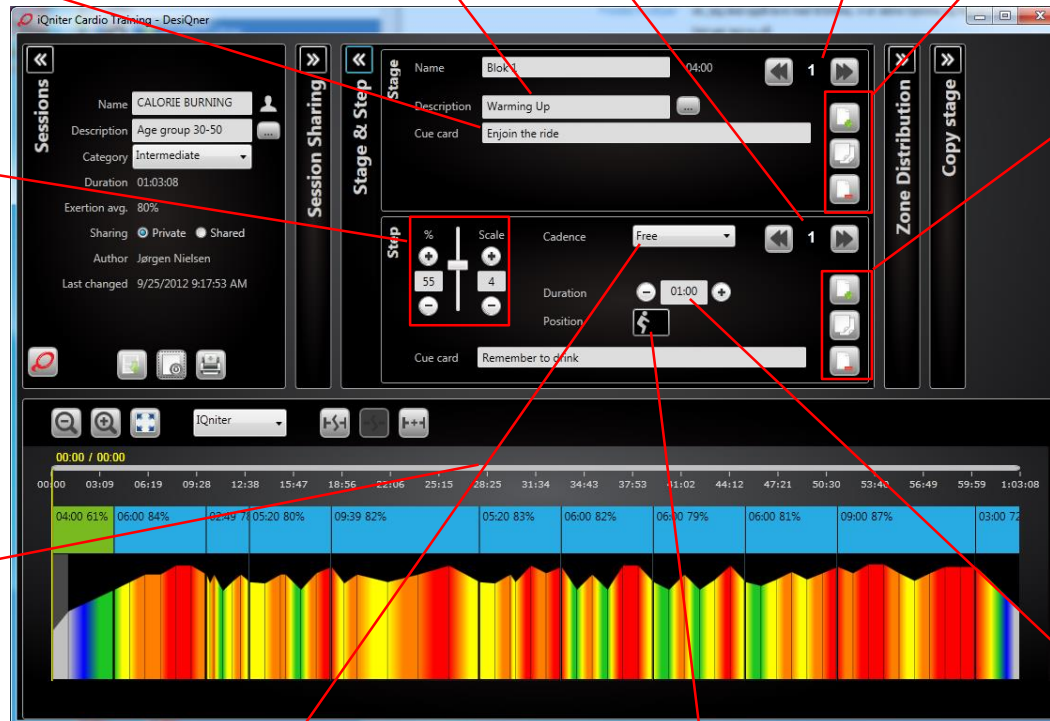 iQniter Cardio Training - DesiQner
Sessions
Name CALORIE BURNING
Description Age group 30-50 ...
Category Intermediate
Duration 01:03:08
Exertion avg. 80%
Sharing Private Shared
Author Jørgen Nielsen
Last changed 9/25/2012 9:17:53 AM
Session Sharing
Stage & Step
Stage
Name Blok 1 04:00 1
Description Warming Up ...
Cue card Enjoin the ride
Step
% Scale Cadence Free 1
55 4
Duration 01:00
Position
Cue card Remember to drink
Zone Distribution
Copy stage
IQniter
00:00 / 00:00
00:00 03:09 06:19 09:28 12:38 15:47 18:56 22:06 25:15 28:25 31:34 34:43 37:53 41:02 44:12 47:21 50:30 53:40 56:49 59:59 1:03:08
04:00 61% 06:00 84% 02:49 78 05:20 80% 09:39 82% 05:20 83% 06:00 82% 06:00 79% 06:00 81% 09:00 87% 03:00 72